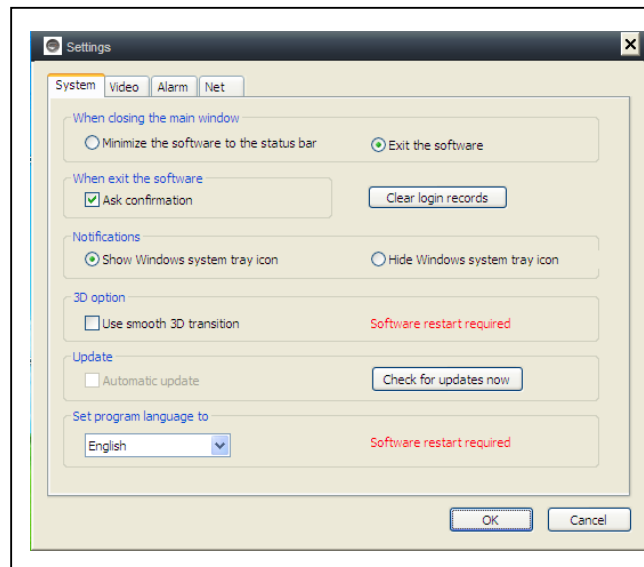 Settings
System Video Alarm Net
When closing the main window
Minimize the software to the status bar Exit the software
When exit the software
Ask confirmation Clear login records
Notifications
Show Windows system tray icon Hide Windows system tray icon
3D option
Use smooth 3D transition Software restart required
Update
Automatic update Check for updates now
Set program language to
English Software restart required
OK Cancel